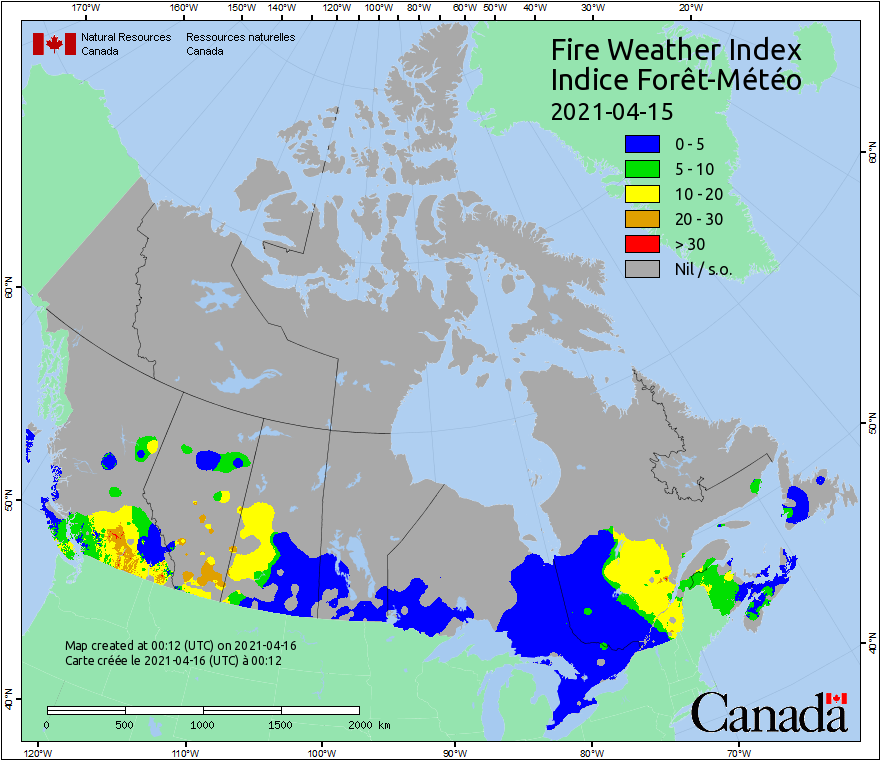 170°W 160°W 150°W 140°W 130°W 120°W 110°W 100°W 90°W 80°W 70°W 60°W 50°W 40°W 30°W 20°W
Natural Resources Ressources naturelles
Canada Canada
Fire Weather Index
Indice Forêt-Météo
2021-04-15
0 - 5
5 - 10
10 - 20
20 - 30
> 30
Nil / s.o.
60°N
60°N
50°N
50°N
40°N
40°N
Map created at 00:12 (UTC) on 2021-04-16
Carte créée le 2021-04-16 (UTC) à 00:12
0 500 1000 1500 2000 km
Canada
120°W 110°W 100°W 90°W 80°W 70°W